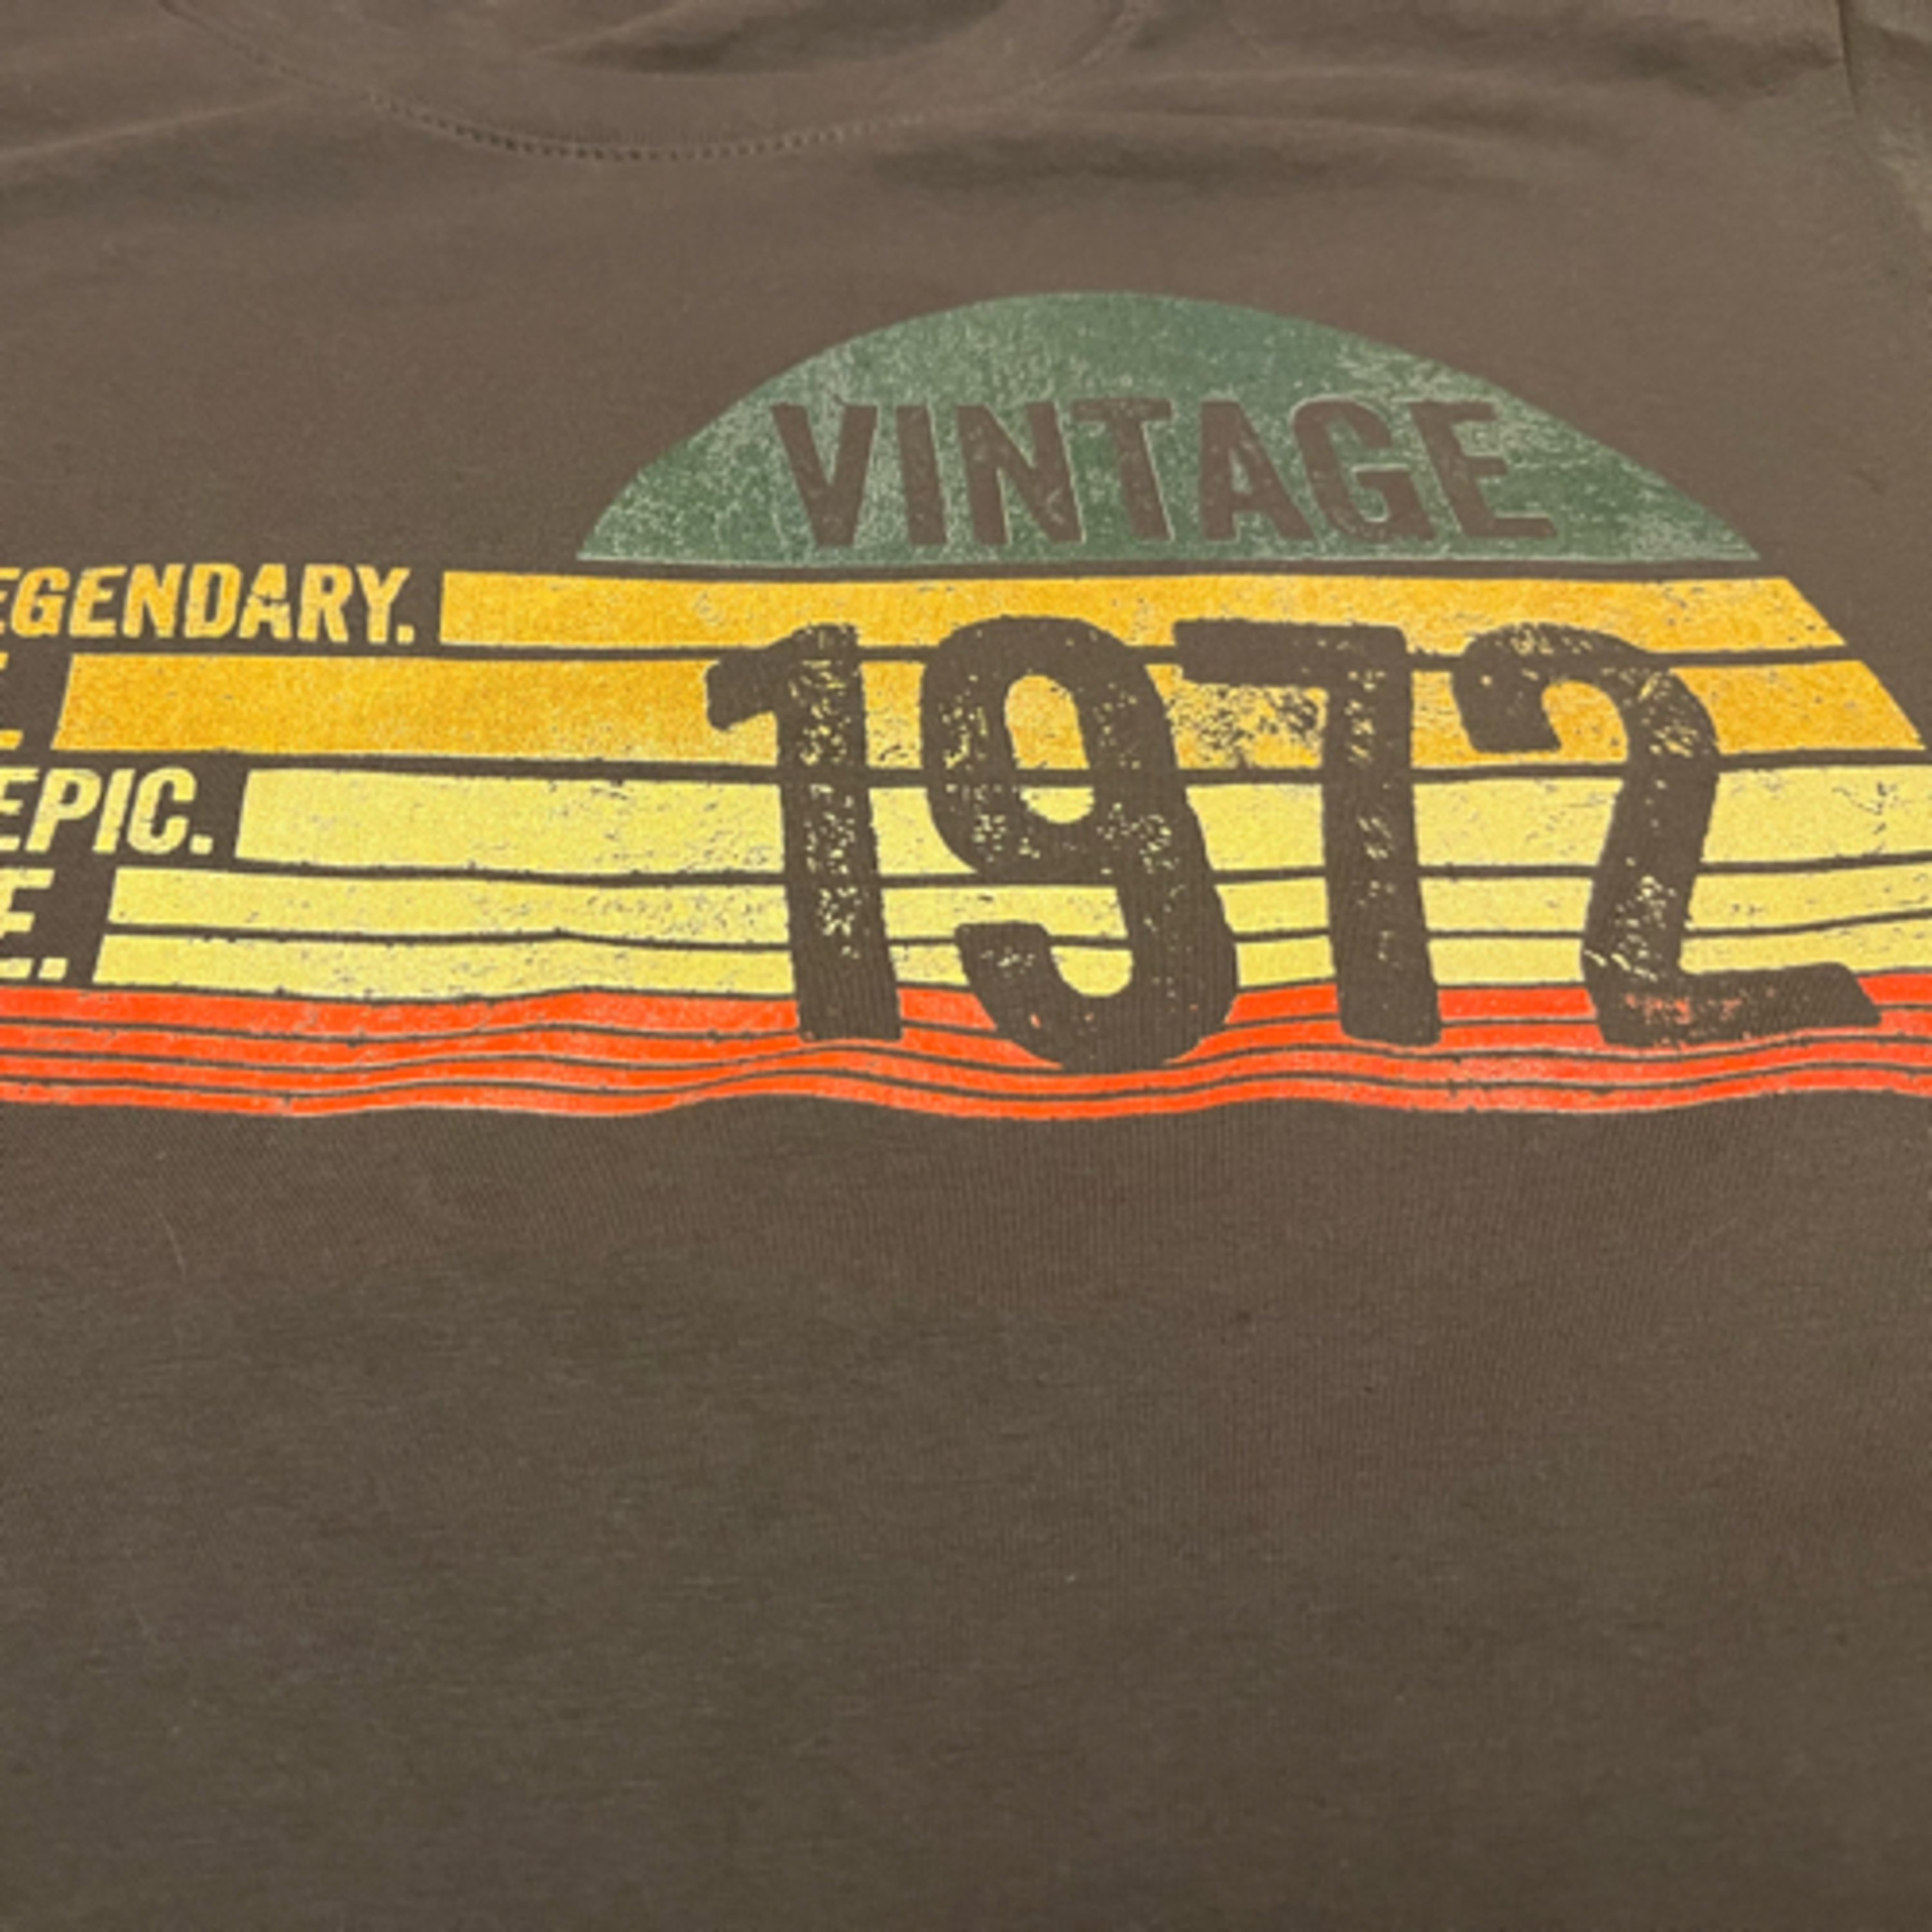 VINTAGE
EGENDARY.
1972
EPIC.
E.